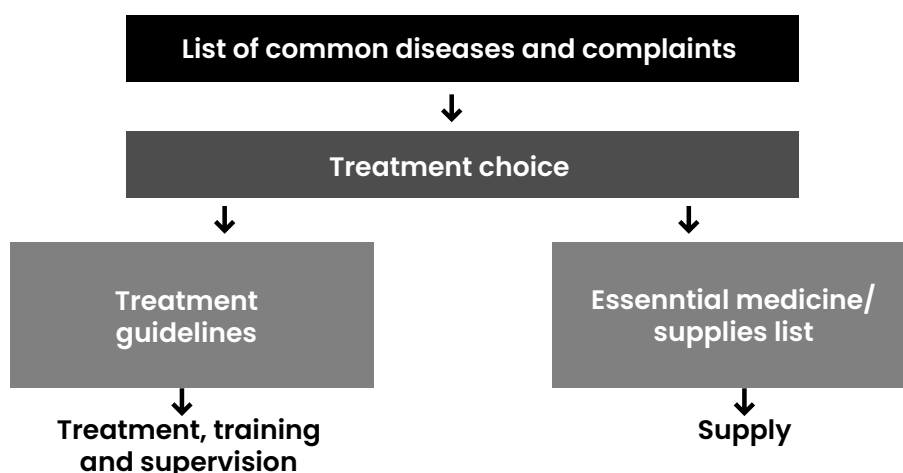 List of common diseases and complaints
Treatment choice
Treatment
guidelines
Essenntial medicine/
supplies list
Treatment, training
and supervision
Supply